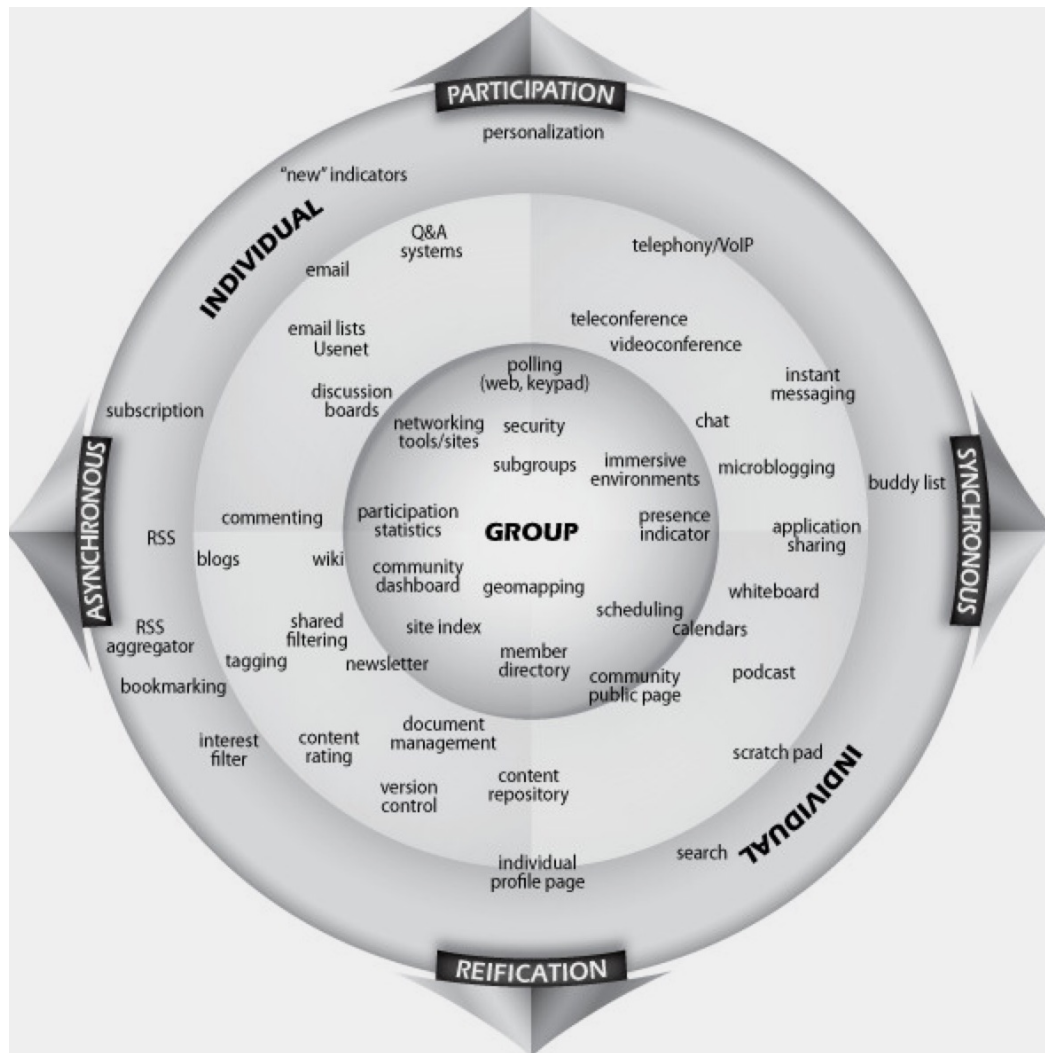 PARTICIPATION
personalization
"new" indicators
INDIVIDUAL
Q&A
systems
telephony/VoIP
email
teleconference
email lists
Usenet
videoconference
polling
(web, keypad)
instant
messaging
discussion
boards
subscription
chat
networking
tools/sites
security
subgroups
immersive
environments
microblogging
buddy list
ASYNCHRONOUS
SYNCHRONOUS
commenting
participation
statistics
GROUP
presence
indicator
application
sharing
RSS
blogs
wiki
community
dashboard
geomapping
whiteboard
scheduling
calendars
RSS
aggregator
shared
filtering
site index
tagging
newsletter
member
directory
community
public page
podcast
bookmarking
interest
filter
content
rating
document
management
scratch pad
version
control
content
repository
INDIVIDUAL
search
individual
profile page
REIFICATION